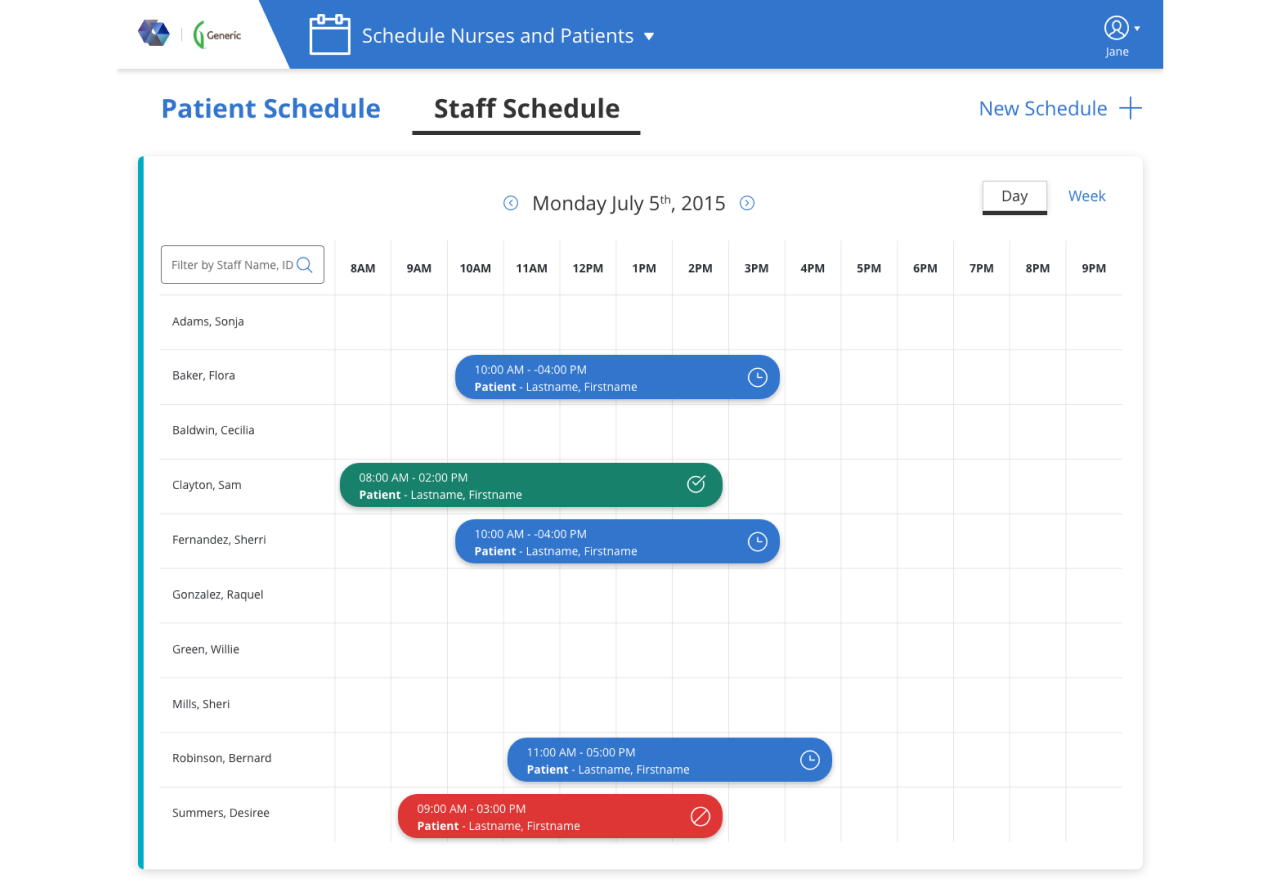 Generic
Schedule Nurses and Patients
Jane
Patient Schedule
Staff Schedule
New Schedule
Monday July 5th, 2015
Day
Week
Filter by Staff Name, ID
8AM 9AM 10AM 11AM 12PM 1PM 2PM 3PM 4PM 5PM 6PM 7PM 8PM 9PM
Adams, Sonja
Baker, Flora
10:00 AM - -04:00 PM
Patient - Lastname, Firstname
Baldwin, Cecilia
Clayton, Sam
08:00 AM - 02:00 PM
Patient - Lastname, Firstname
Fernandez, Sherri
10:00 AM - -04:00 PM
Patient - Lastname, Firstname
Gonzalez, Raquel
Green, Willie
Mills, Sheri
Robinson, Bernard
11:00 AM - 05:00 PM
Patient - Lastname, Firstname
Summers, Desiree
09:00 AM - 03:00 PM
Patient - Lastname, Firstname